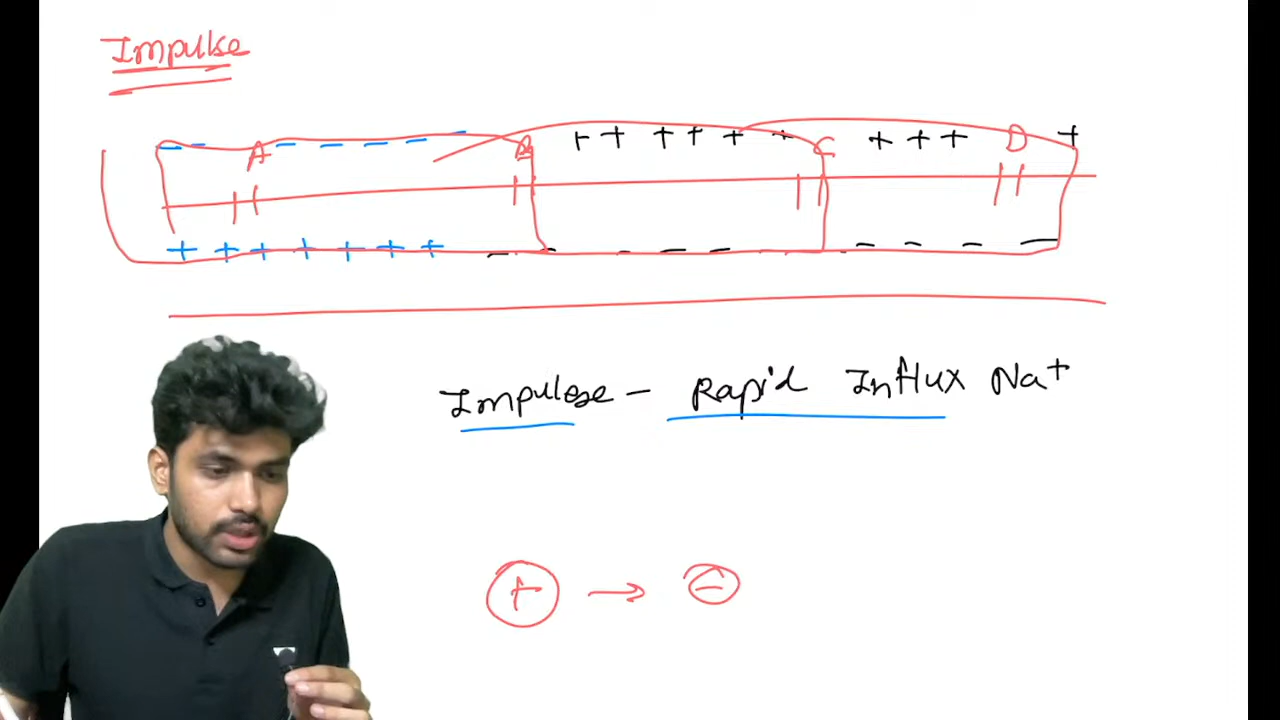 Impulse
- - - - - - - A B + + + + + + C + + + D +
+ + + + + + + - - - - - - - - -
Impulse - Rapid Influx Na+
+ → -